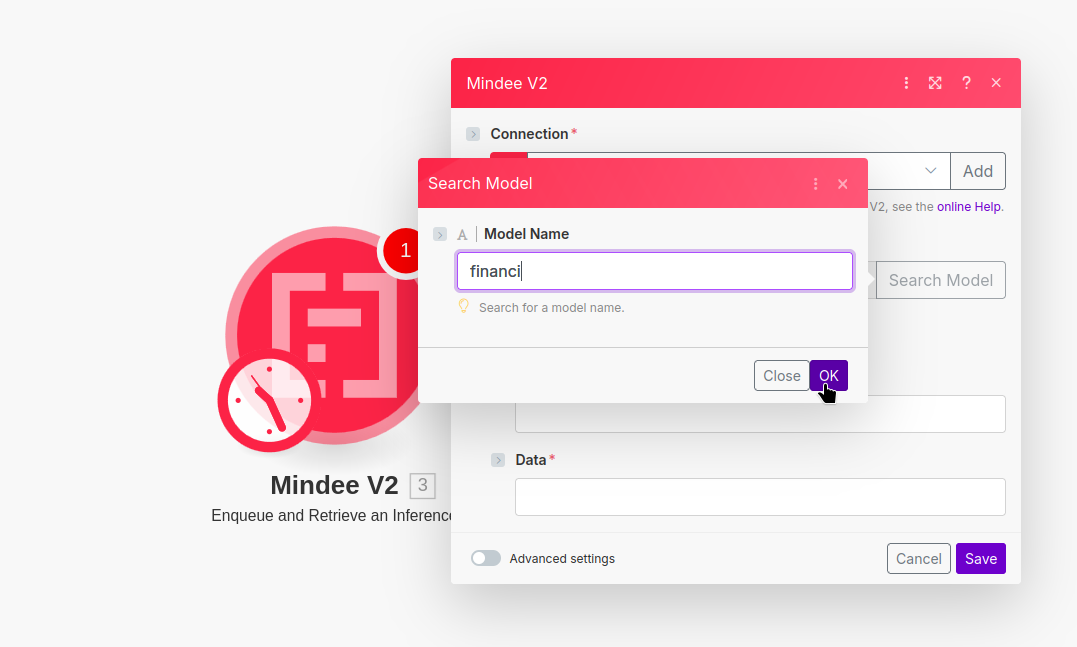 Mindee V2
?
Connection *
Add
V2, see the online Help.
Search Model
A | Model Name
financi
Search for a model name.
Close
OK
Search Model
Data *
Advanced settings
Cancel
Save
1
Mindee V2 3
Enqueue and Retrieve an Inference